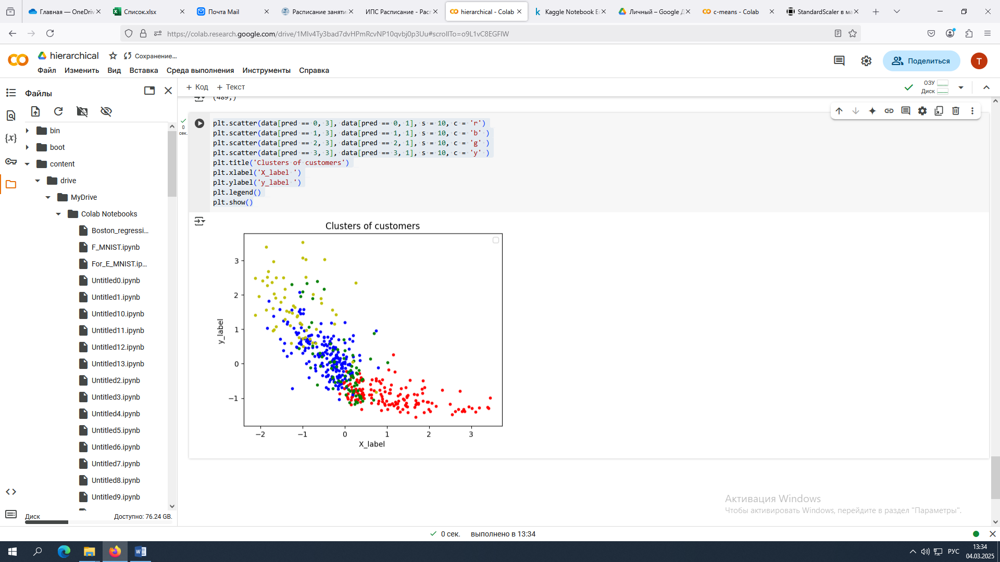 Главная — OneDriv
Список.xlsx
Почта Mail
Расписание заняти
ИПС Расписание - Расп
hierarchical - Colab
Kaggle Notebook E
Личный – Google Д
c-means - Colab
StandardScaler в ма
https://colab.research.google.com/drive/1MIv4Ty3bad7dvHPmRcvNP10qvbj0p3Uu#scrollTo=o9L1vC8EGFIW
hierarchical
Сохранение...
Файл Изменить Вид Вставка Среда выполнения Инструменты Справка
Поделиться
T
Файлы
+ Код + Текст
ОЗУ
Диск
(489,)
bin
boot
content
drive
MyDrive
Colab Notebooks
Boston_regressi...
F_MNIST.ipynb
For_E_MNIST.ip...
Untitled0.ipynb
Untitled1.ipynb
Untitled10.ipynb
Untitled11.ipynb
Untitled12.ipynb
Untitled13.ipynb
Untitled2.ipynb
Untitled3.ipynb
Untitled4.ipynb
Untitled5.ipynb
Untitled6.ipynb
Untitled7.ipynb
Untitled8.ipynb
Untitled9.ipynb
Диск Доступно: 76.24 GB.
0
сек.
plt.scatter(data[pred == 0, 3], data[pred == 0, 1], s = 10, c = 'r')
plt.scatter(data[pred == 1, 3], data[pred == 1, 1], s = 10, c = 'b' )
plt.scatter(data[pred == 2, 3], data[pred == 2, 1], s = 10, c = 'g' )
plt.scatter(data[pred == 3, 3], data[pred == 3, 1], s = 10, c = 'y' )
plt.title('Clusters of customers')
plt.xlabel('X_label ')
plt.ylabel('y_label ')
plt.legend()
plt.show()
Clusters of customers
3
2
1
0
−1
y_label
−2 −1 0 1 2 3
X_label
Активация Windows
Чтобы активировать Windows, перейдите в раздел "Параметры".
0 сек. выполнено в 13:34
РУС
13:34
04.03.2025